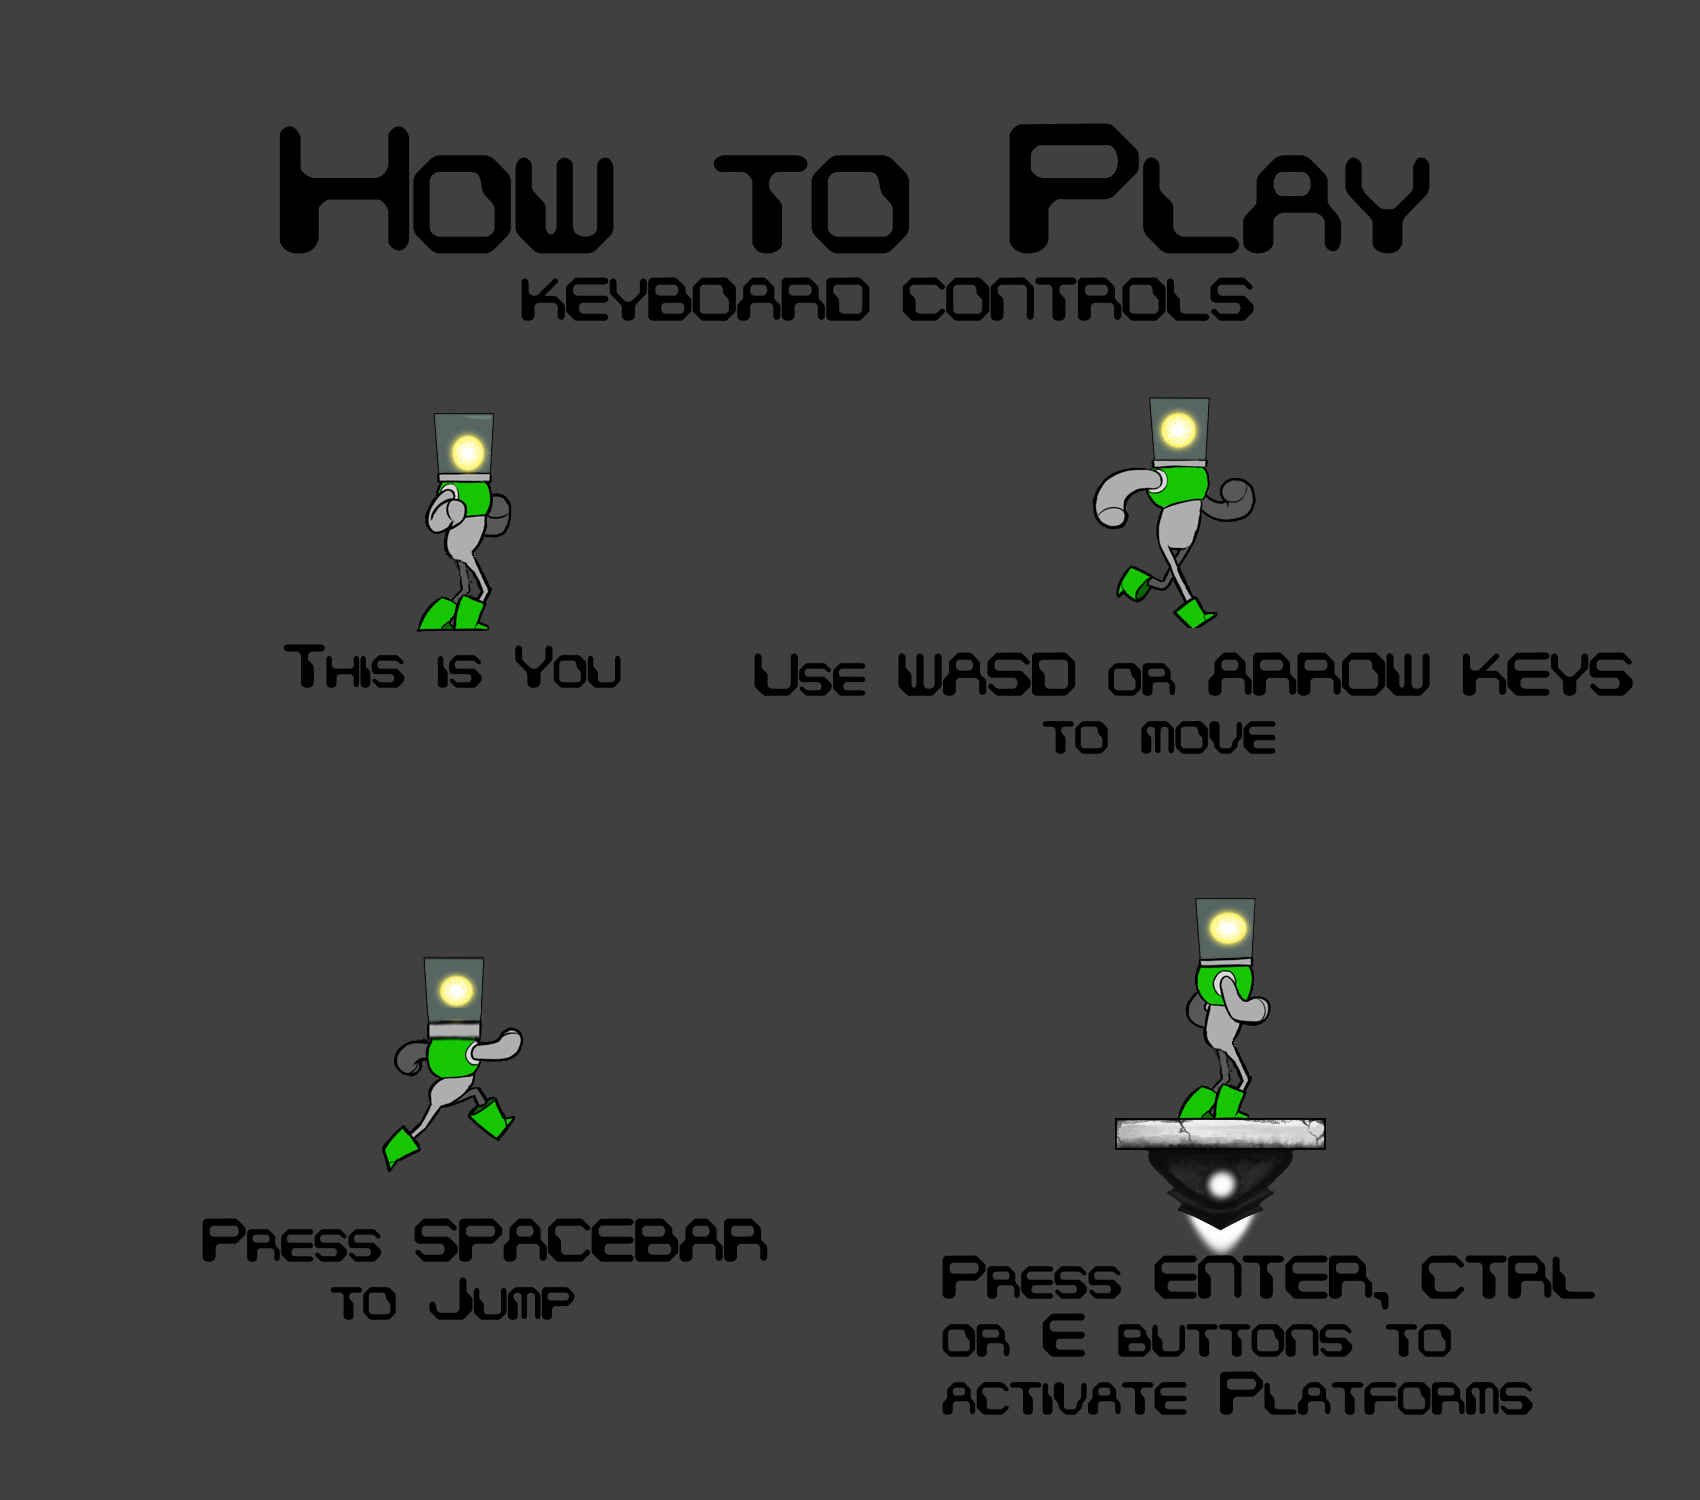 How to Play
KEYBOARD CONTROLS
This is You
Use WASD or ARROW KEYS
to move
Press SPACEBAR
to Jump
Press ENTER, CTRL
or E buttons to
activate Platforms